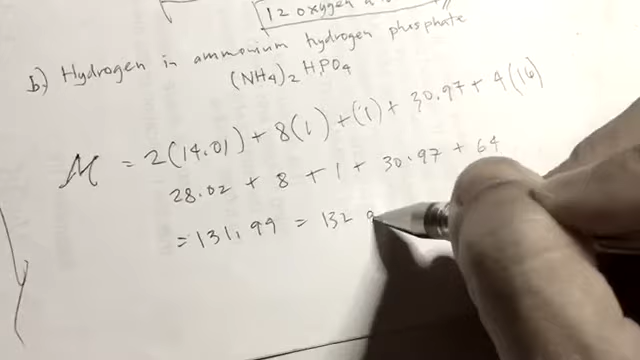 12 oxygen
b) Hydrogen in ammonium hydrogen phosphate
(NH4)2 HPO4
M = 2(14.01) + 8(1) + (1) + 30.97 + 4(16)
28.02 + 8 + 1 + 30.97 + 64
= 131.99 = 132 g